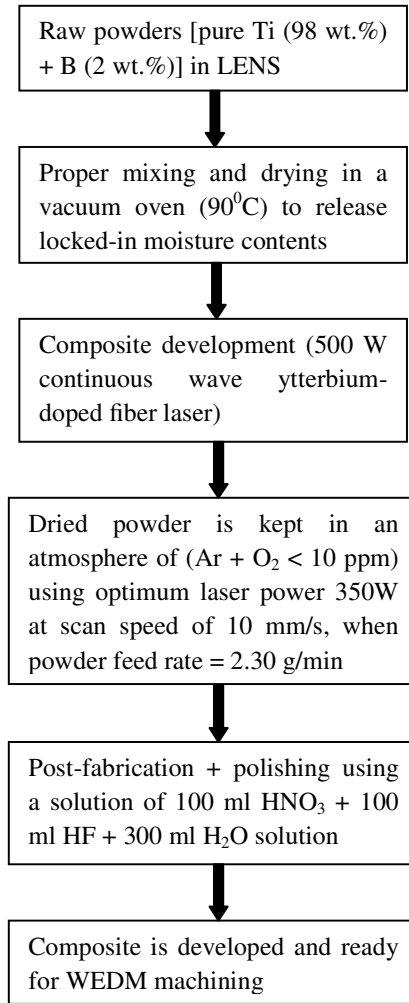 Raw powders [pure Ti (98 wt.%)
+ B (2 wt.%)] in LENS
Proper mixing and drying in a
vacuum oven (90⁰C) to release
locked-in moisture contents
Composite development (500 W
continuous wave ytterbium-
doped fiber laser)
Dried powder is kept in an
atmosphere of (Ar + O₂ < 10 ppm)
using optimum laser power 350W
at scan speed of 10 mm/s, when
powder feed rate = 2.30 g/min
Post-fabrication + polishing using
a solution of 100 ml HNO₃ + 100
ml HF + 300 ml H₂O solution
Composite is developed and ready
for WEDM machining